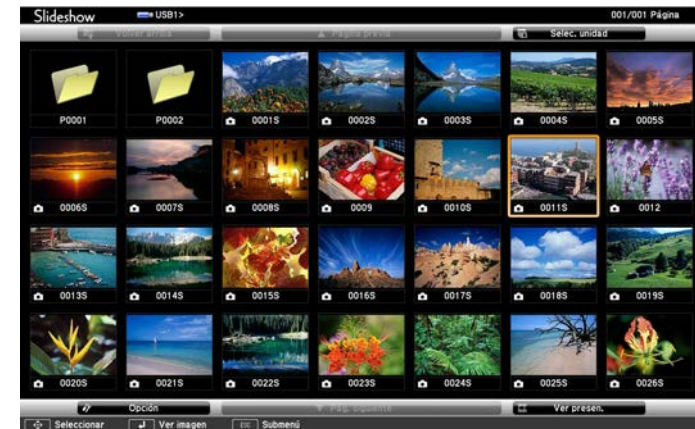 Slideshow USB1> 001/001 Página
Volver arriba Página previa Selec. unidad
P0001 P0002 0001S 0002S 0003S 0004S 0005S
0006S 0007S 0008S 0009 0010S 0011S 0012
0013S 0014S 0015S 0016S 0017S 0018S 0019S
0020S 0021S 0022S 0023S 0024S 0025S 0026S
Opción Pág. siguiente Ver presen.
Seleccionar Ver imagen Esc Submenú